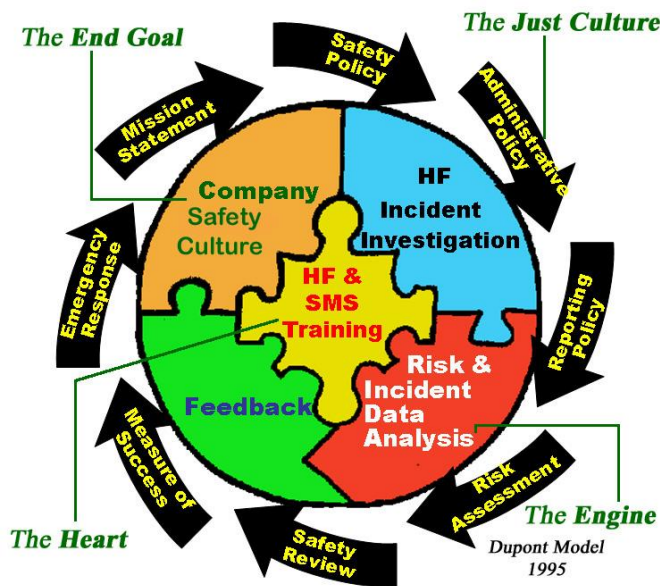 The End Goal
The Just Culture
Safety
Policy
Administrative
Policy
Mission
Statement
Company
Safety
Culture
HF
Incident
Investigation
HF &
SMS
Training
Emergency
Response
Reporting
Policy
Feedback
Risk &
Incident
Data
Analysis
Measure of
Success
Risk
Assessment
Safety
Review
The Heart
The Engine
Dupont Model
1995